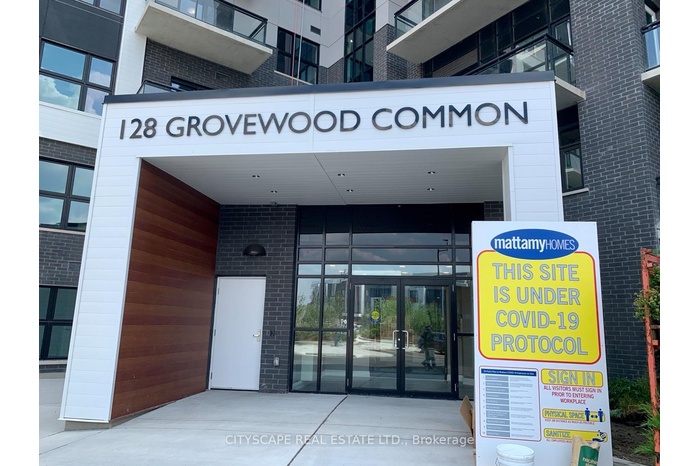 128 GROVEWOOD COMMON
mattamyHOMES
THIS SITE
IS UNDER
COVID-19
PROTOCOL
SIGN IN
ALL VISITORS MUST SIGN IN
PRIOR TO ENTERING
WORKPLACE
PHYSICAL SPACE
SANITIZE
CITYSCAPE REAL ESTATE LTD., Brokerage